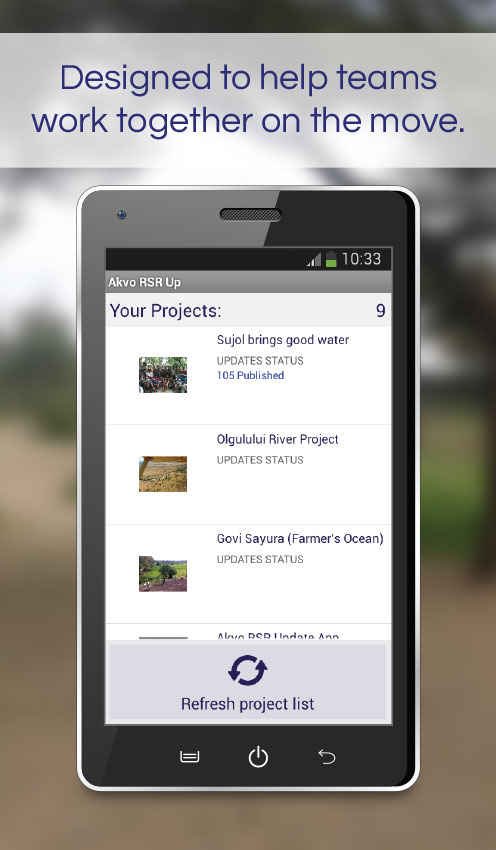 Designed to help teams
work together on the move.
10:33
Akvo RSR Up
Your Projects: 9
Sujol brings good water
UPDATES STATUS
105 Published
Olgulului River Project
UPDATES STATUS
Govi Sayura (Farmer's Ocean)
UPDATES STATUS
Akvo RSR Update App
Refresh project list